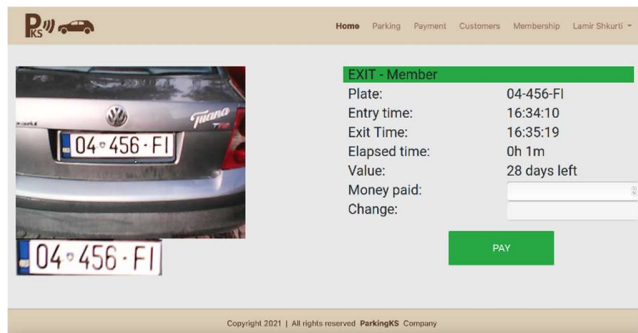 PKS
Home Parking Payment Customers Membership Lamir Shkurti
Tuana
04 456 FI
04 456 FI
EXIT - Member
Plate: 04-456-FI
Entry time: 16:34:10
Exit Time: 16:35:19
Elapsed time: 0h 1m
Value: 28 days left
Money paid:
Change:
PAY
Copyright 2021 | All rights reserved ParkingKS Company